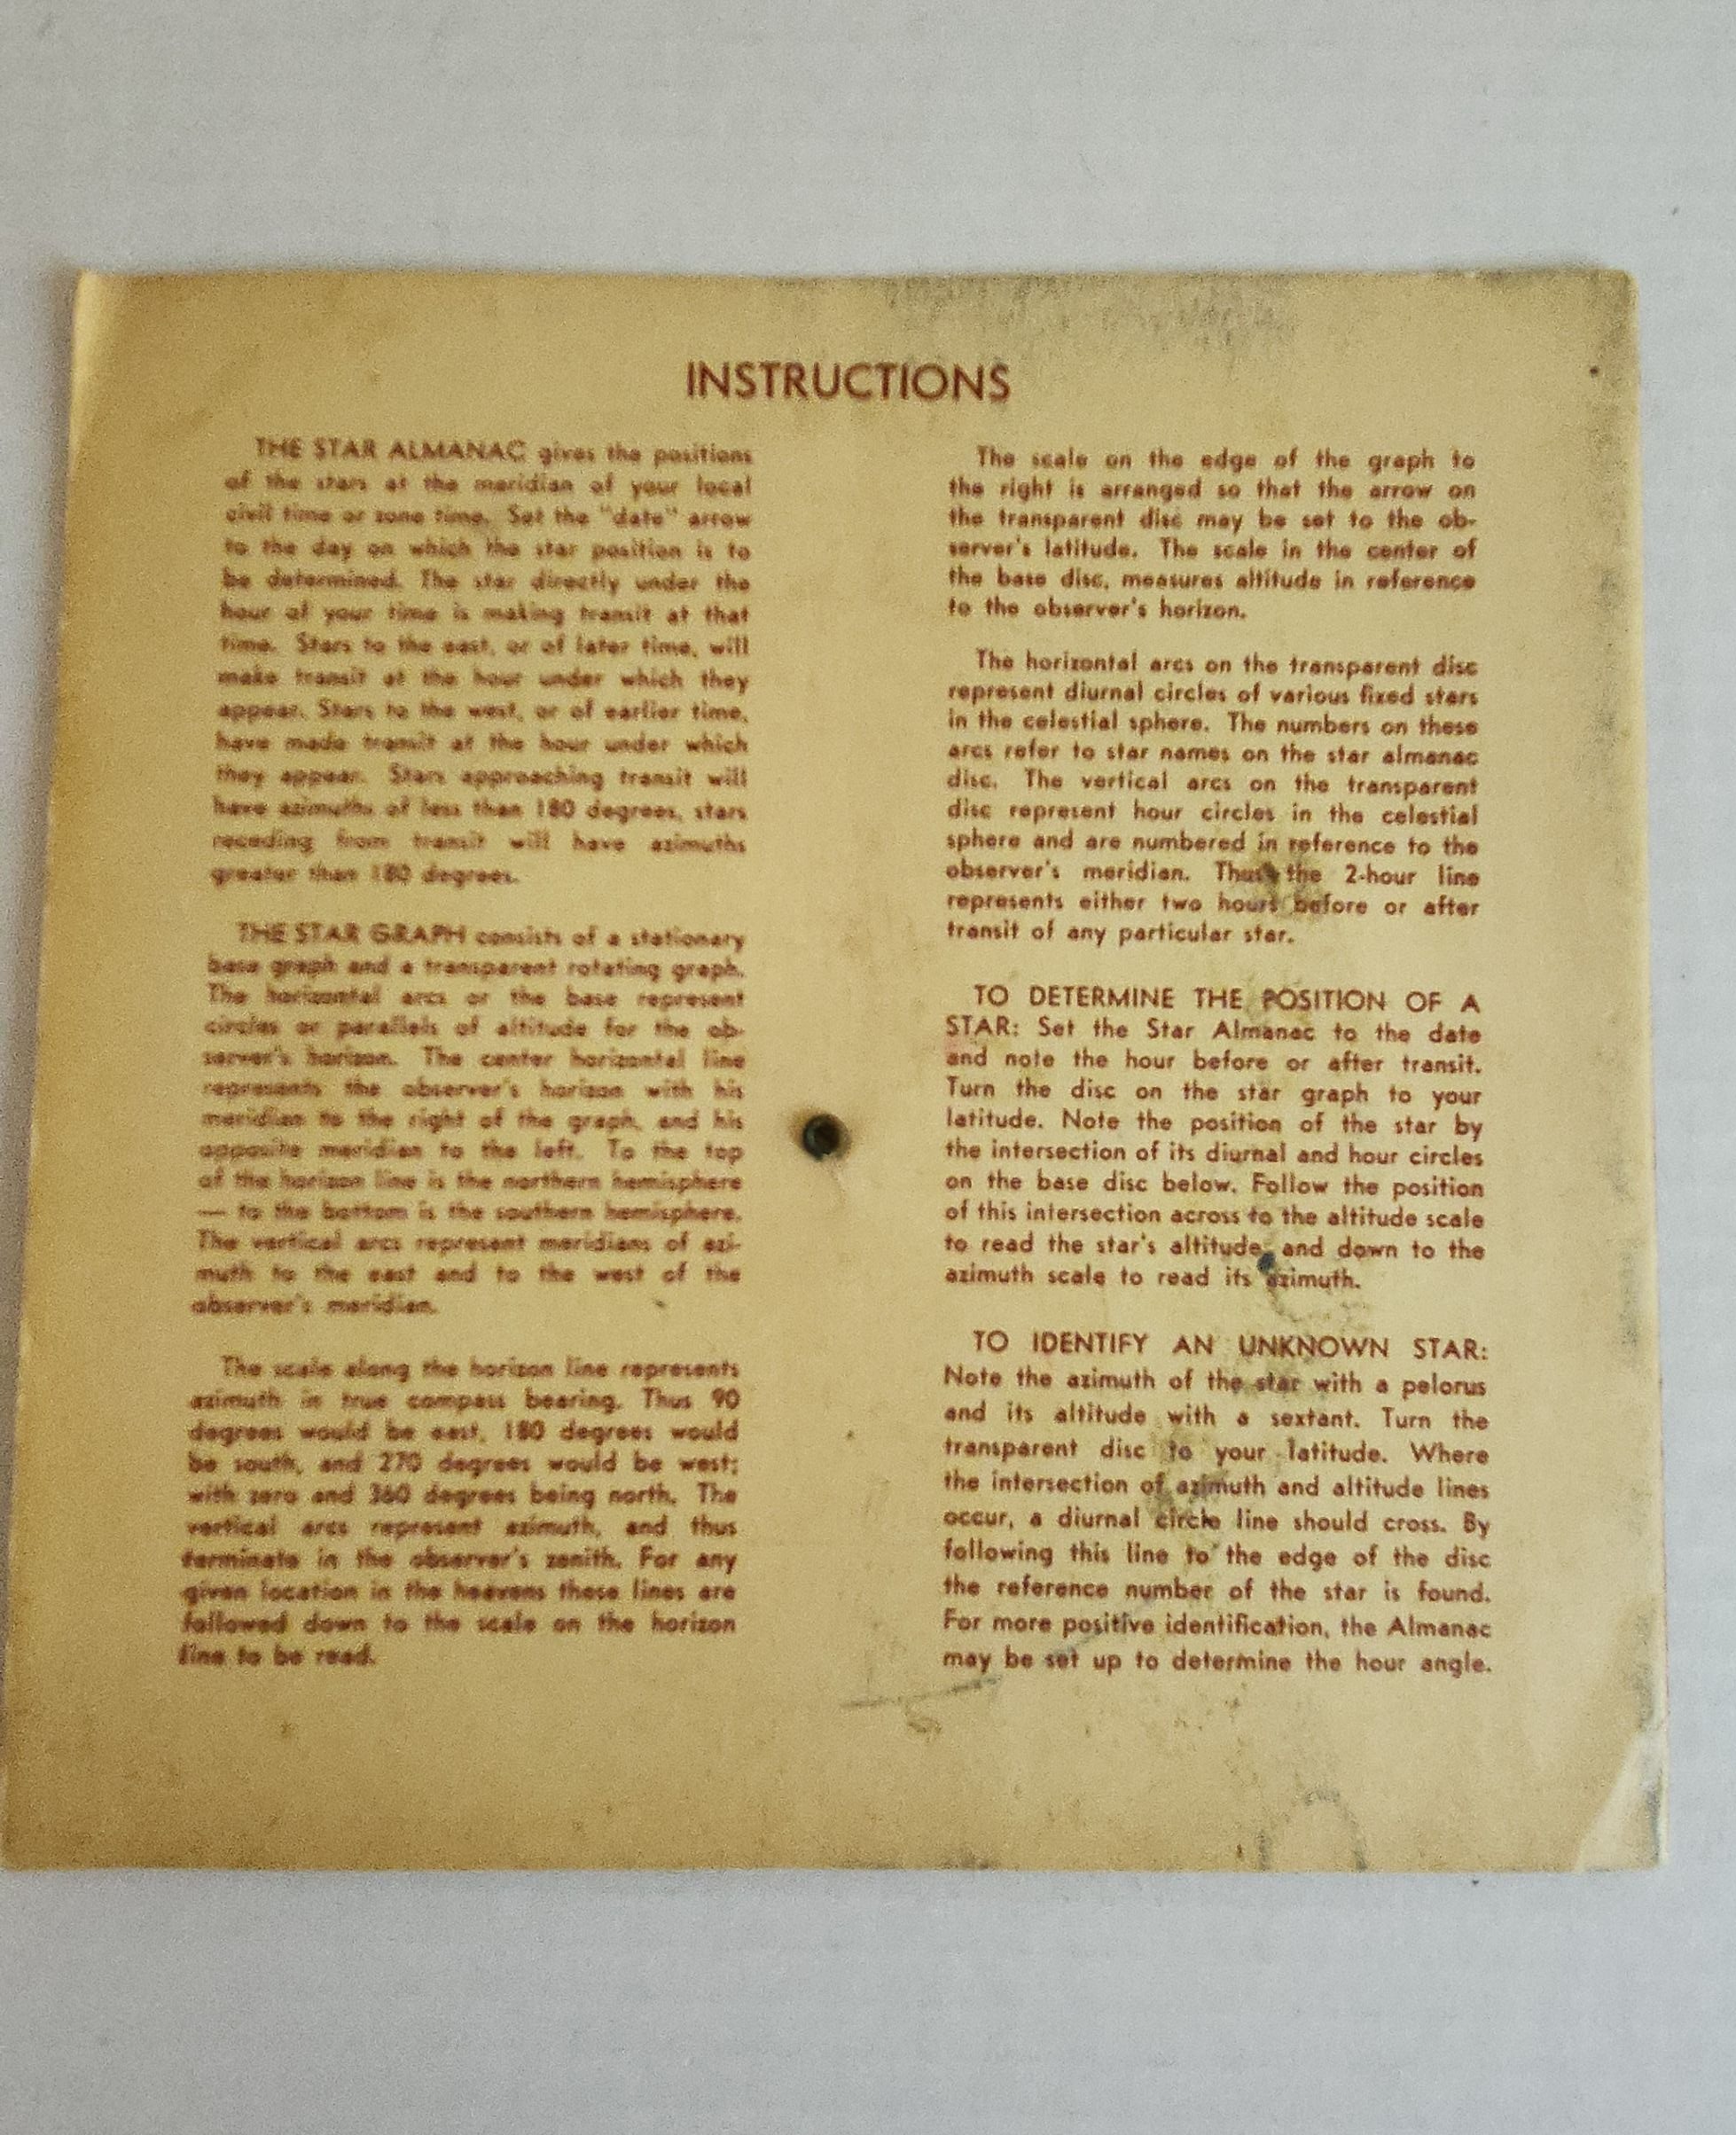 INSTRUCTIONS
THE STAR ALMANAC gives the positions
of the stars at the meridian of your local
civil time or zone time. Set the "date" arrow
to the day on which the star position is to
be determined. The star directly under the
hour of your time is making transit at that
time. Stars to the east, or of later time, will
make transit at the hour under which they
appear. Stars to the west, or of earlier time,
have made transit at the hour under which
they appear. Stars approaching transit will
have azimuths of less than 180 degrees, stars
receding from transit will have azimuths
greater than 180 degrees.
THE STAR GRAPH consists of a stationary
base graph and a transparent rotating graph.
The horizontal arcs or the base represent
circles or parallels of altitude for the ob-
server's horizon. The center horizontal line
represents the observer's horizon with his
meridian to the right of the graph, and his
opposite meridian to the left. To the top
of the horizon line is the northern hemisphere
— to the bottom is the southern hemisphere.
The vertical arcs represent meridians of azi-
muth to the east and to the west of the
observer's meridian.
The scale along the horizon line represents
azimuth in true compass bearing. Thus 90
degrees would be east, 180 degrees would
be south, and 270 degrees would be west;
with zero and 360 degrees being north. The
vertical arcs represent azimuth, and thus
terminate in the observer's zenith. For any
given location in the heavens these lines are
followed down to the scale on the horizon
line to be read.
The scale on the edge of the graph to
the right is arranged so that the arrow on
the transparent disc may be set to the ob-
server's latitude. The scale in the center of
the base disc, measures altitude in reference
to the observer's horizon.
The horizontal arcs on the transparent disc
represent diurnal circles of various fixed stars
in the celestial sphere. The numbers on these
arcs refer to star names on the star almanac
disc. The vertical arcs on the transparent
disc represent hour circles in the celestial
sphere and are numbered in reference to the
observer's meridian. Thus the 2-hour line
represents either two hours before or after
transit of any particular star.
TO DETERMINE THE POSITION OF A
STAR: Set the Star Almanac to the date
and note the hour before or after transit.
Turn the disc on the star graph to your
latitude. Note the position of the star by
the intersection of its diurnal and hour circles
on the base disc below. Follow the position
of this intersection across to the altitude scale
to read the star's altitude, and down to the
azimuth scale to read its azimuth.
TO IDENTIFY AN UNKNOWN STAR:
Note the azimuth of the star with a pelorus
and its altitude with a sextant. Turn the
transparent disc to your latitude. Where
the intersection of azimuth and altitude lines
occur, a diurnal circle line should cross. By
following this line to the edge of the disc
the reference number of the star is found.
For more positive identification, the Almanac
may be set up to determine the hour angle.